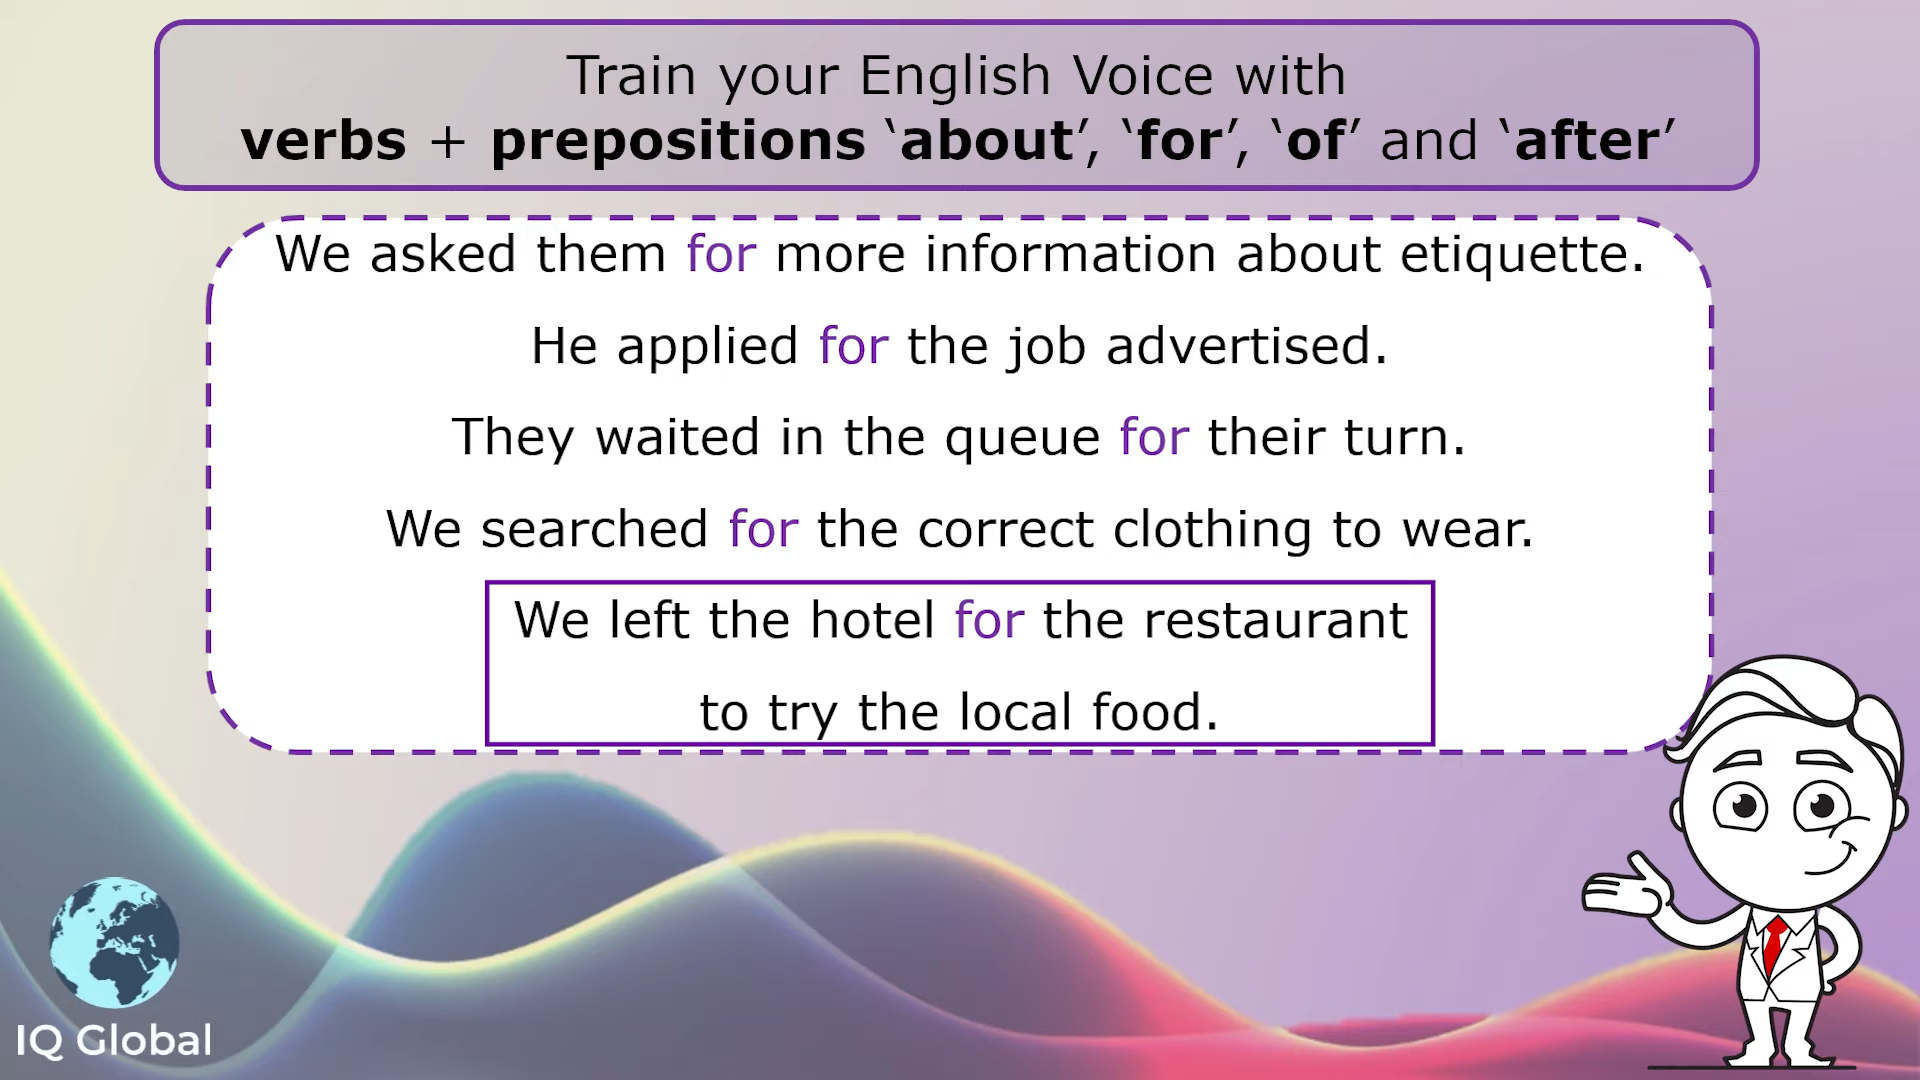 Train your English Voice with
verbs + prepositions ‘about’, ‘for’, ‘of’ and ‘after’
We asked them for more information about etiquette.
He applied for the job advertised.
They waited in the queue for their turn.
We searched for the correct clothing to wear.
We left the hotel for the restaurant
to try the local food.
IQ Global